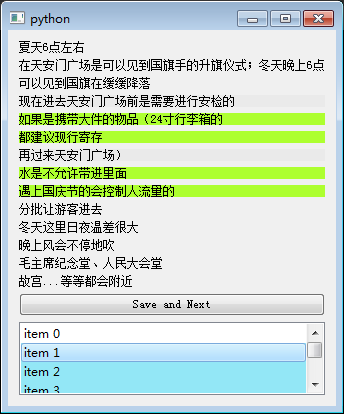 python
夏天6点左右
在天安门广场是可以见到国旗手的升旗仪式；冬天晚上6点
可以见到国旗在缓缓降落
现在进去天安门广场前是需要进行安检的
如果是携带大件的物品（24寸行李箱的
都建议现行寄存
再过来天安门广场）
水是不允许带进里面
遇上国庆节的会控制人流量的
分批让游客进去
冬天这里日夜温差很大
晚上风会不停地吹
毛主席纪念堂、人民大会堂
故宫...等等都会附近
Save and Next
item 0
item 1
item 2
item 3